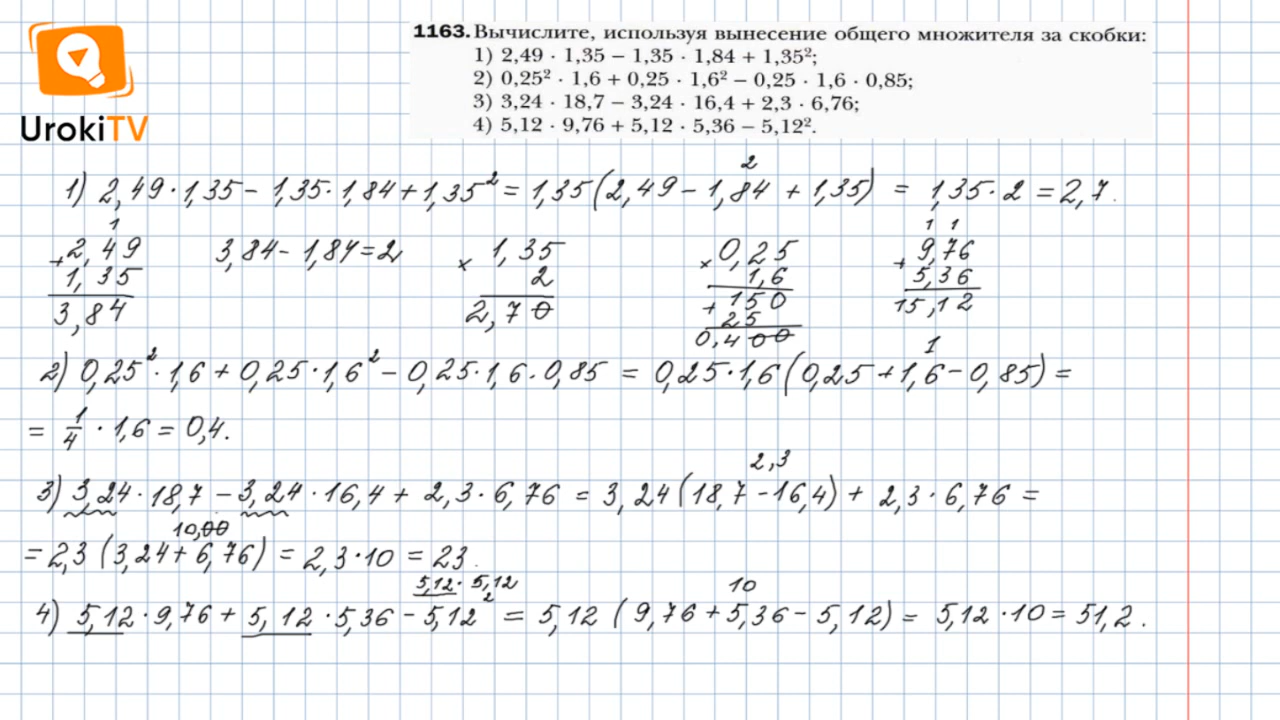 UrokiTV
1163. Вычислите, используя вынесение общего множителя за скобки:
1) 2,49 · 1,35 − 1,35 · 1,84 + 1,35²;
2) 0,25² · 1,6 + 0,25 · 1,6² − 0,25 · 1,6 · 0,85;
3) 3,24 · 18,7 − 3,24 · 16,4 + 2,3 · 6,76;
4) 5,12 · 9,76 + 5,12 · 5,36 − 5,12².
2
1) 2,49 · 1,35 − 1,35 · 1,84 + 1,35² = 1,35 (2,49 − 1,84 + 1,35) = 1,35 · 2 = 2,7.
1
+ 2,49
1,35
3,84
3,84 − 1,84 = 2
× 1,35
2
2,70
× 0,25
1,6
+ 150
25
0,400
1 1
+ 9,76
5,36
15,12
1
2) 0,25² · 1,6 + 0,25 · 1,6² − 0,25 · 1,6 · 0,85 = 0,25 · 1,6 (0,25 + 1,6 − 0,85) =
= 1/4 · 1,6 = 0,4.
2,3
3) 3,24 · 18,7 − 3,24 · 16,4 + 2,3 · 6,76 = 3,24 (18,7 − 16,4) + 2,3 · 6,76 =
10,00
= 2,3 (3,24 + 6,76) = 2,3 · 10 = 23.
5,12 · 5,12
10
4) 5,12 · 9,76 + 5,12 · 5,36 − 5,12² = 5,12 (9,76 + 5,36 − 5,12) = 5,12 · 10 = 51,2.